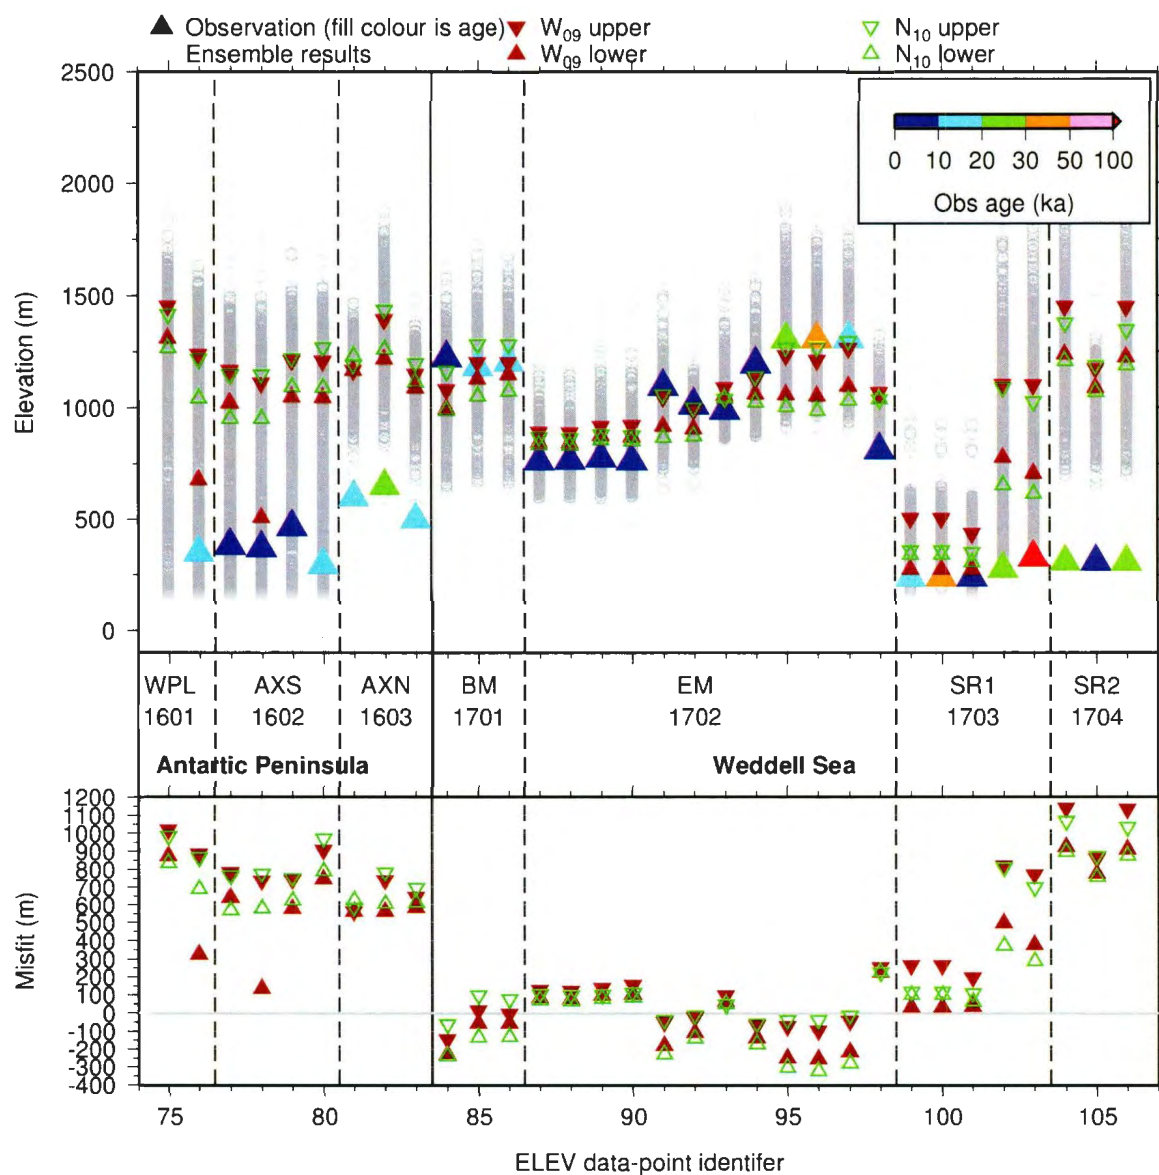 Observation (fill colour is age) W09 upper N10 upper
Ensemble results W09 lower N10 lower
2500
2000
1500
1000
500
0
Elevation (m)
0 10 20 30 50 100
Obs age (ka)
WPL AXS AXN BM EM SR1 SR2
1601 1602 1603 1701 1702 1703 1704
Antartic Peninsula Weddell Sea
1200
1100
1000
900
800
700
600
500
400
300
200
100
0
-100
-200
-300
-400
Misfit (m)
75 80 85 90 95 100 105
ELEV data-point identifer